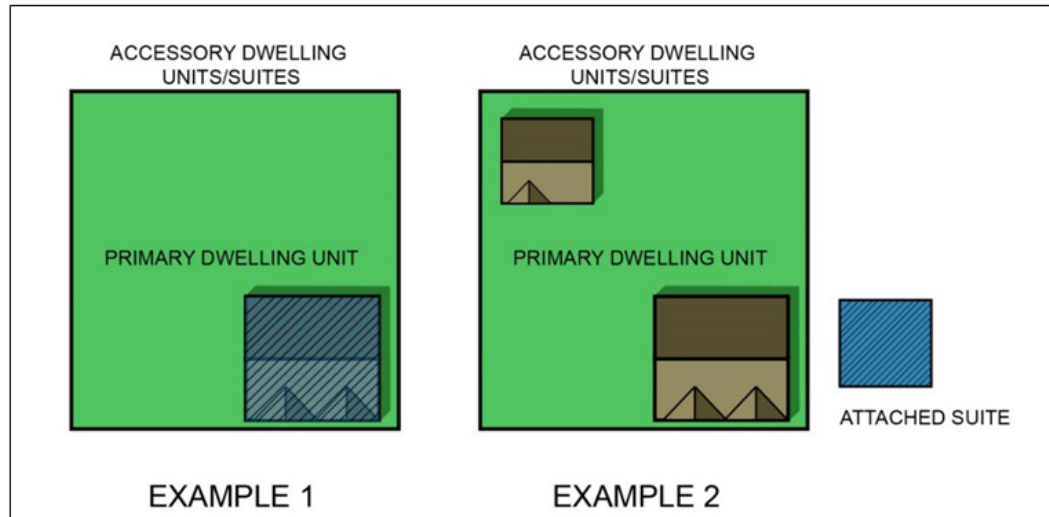 ACCESSORY DWELLING
UNITS/SUITES
PRIMARY DWELLING UNIT
EXAMPLE 1
ACCESSORY DWELLING
UNITS/SUITES
PRIMARY DWELLING UNIT
EXAMPLE 2
ATTACHED SUITE